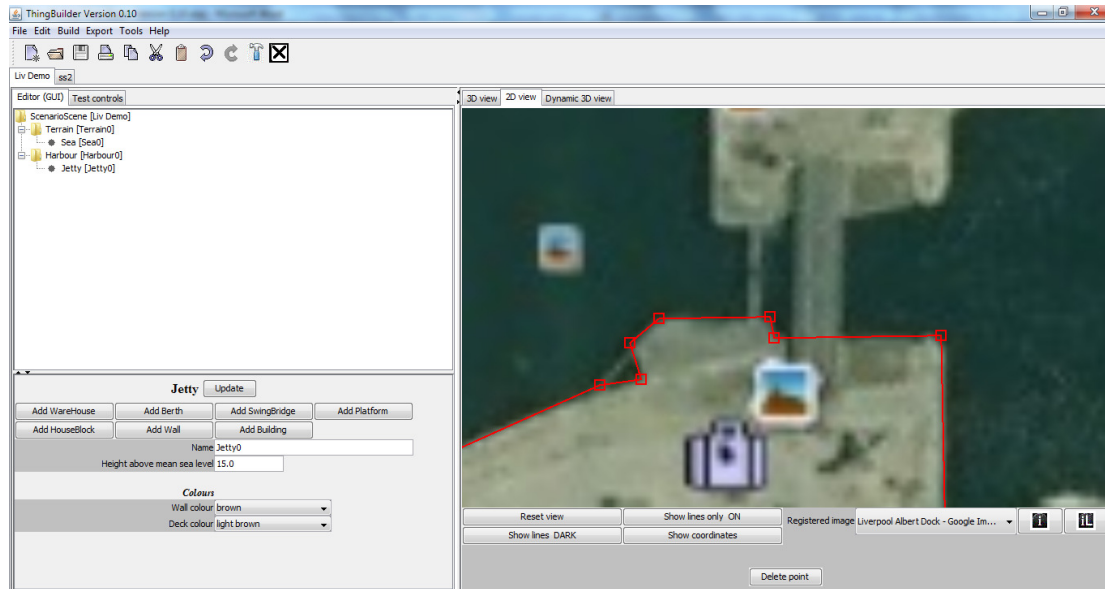 ThingBuilder Version 0.10
File Edit Build Export Tools Help
Liv Demo ss2
Editor (GUI) Test controls
3D view 2D view Dynamic 3D view
ScenarioScene [Liv Demo]
Terrain [Terrain0]
Sea [Sea0]
Harbour [Harbour0]
Jetty [Jetty0]
Jetty Update
Add WareHouse Add Berth Add SwingBridge Add Platform
Add HouseBlock Add Wall Add Building
Name Jetty0
Height above mean sea level 15.0
Colours
Wall colour brown
Deck colour light brown
Reset view Show lines only ON Registered image Liverpool Albert Dock - Google Im... i iL
Show lines DARK Show coordinates
Delete point